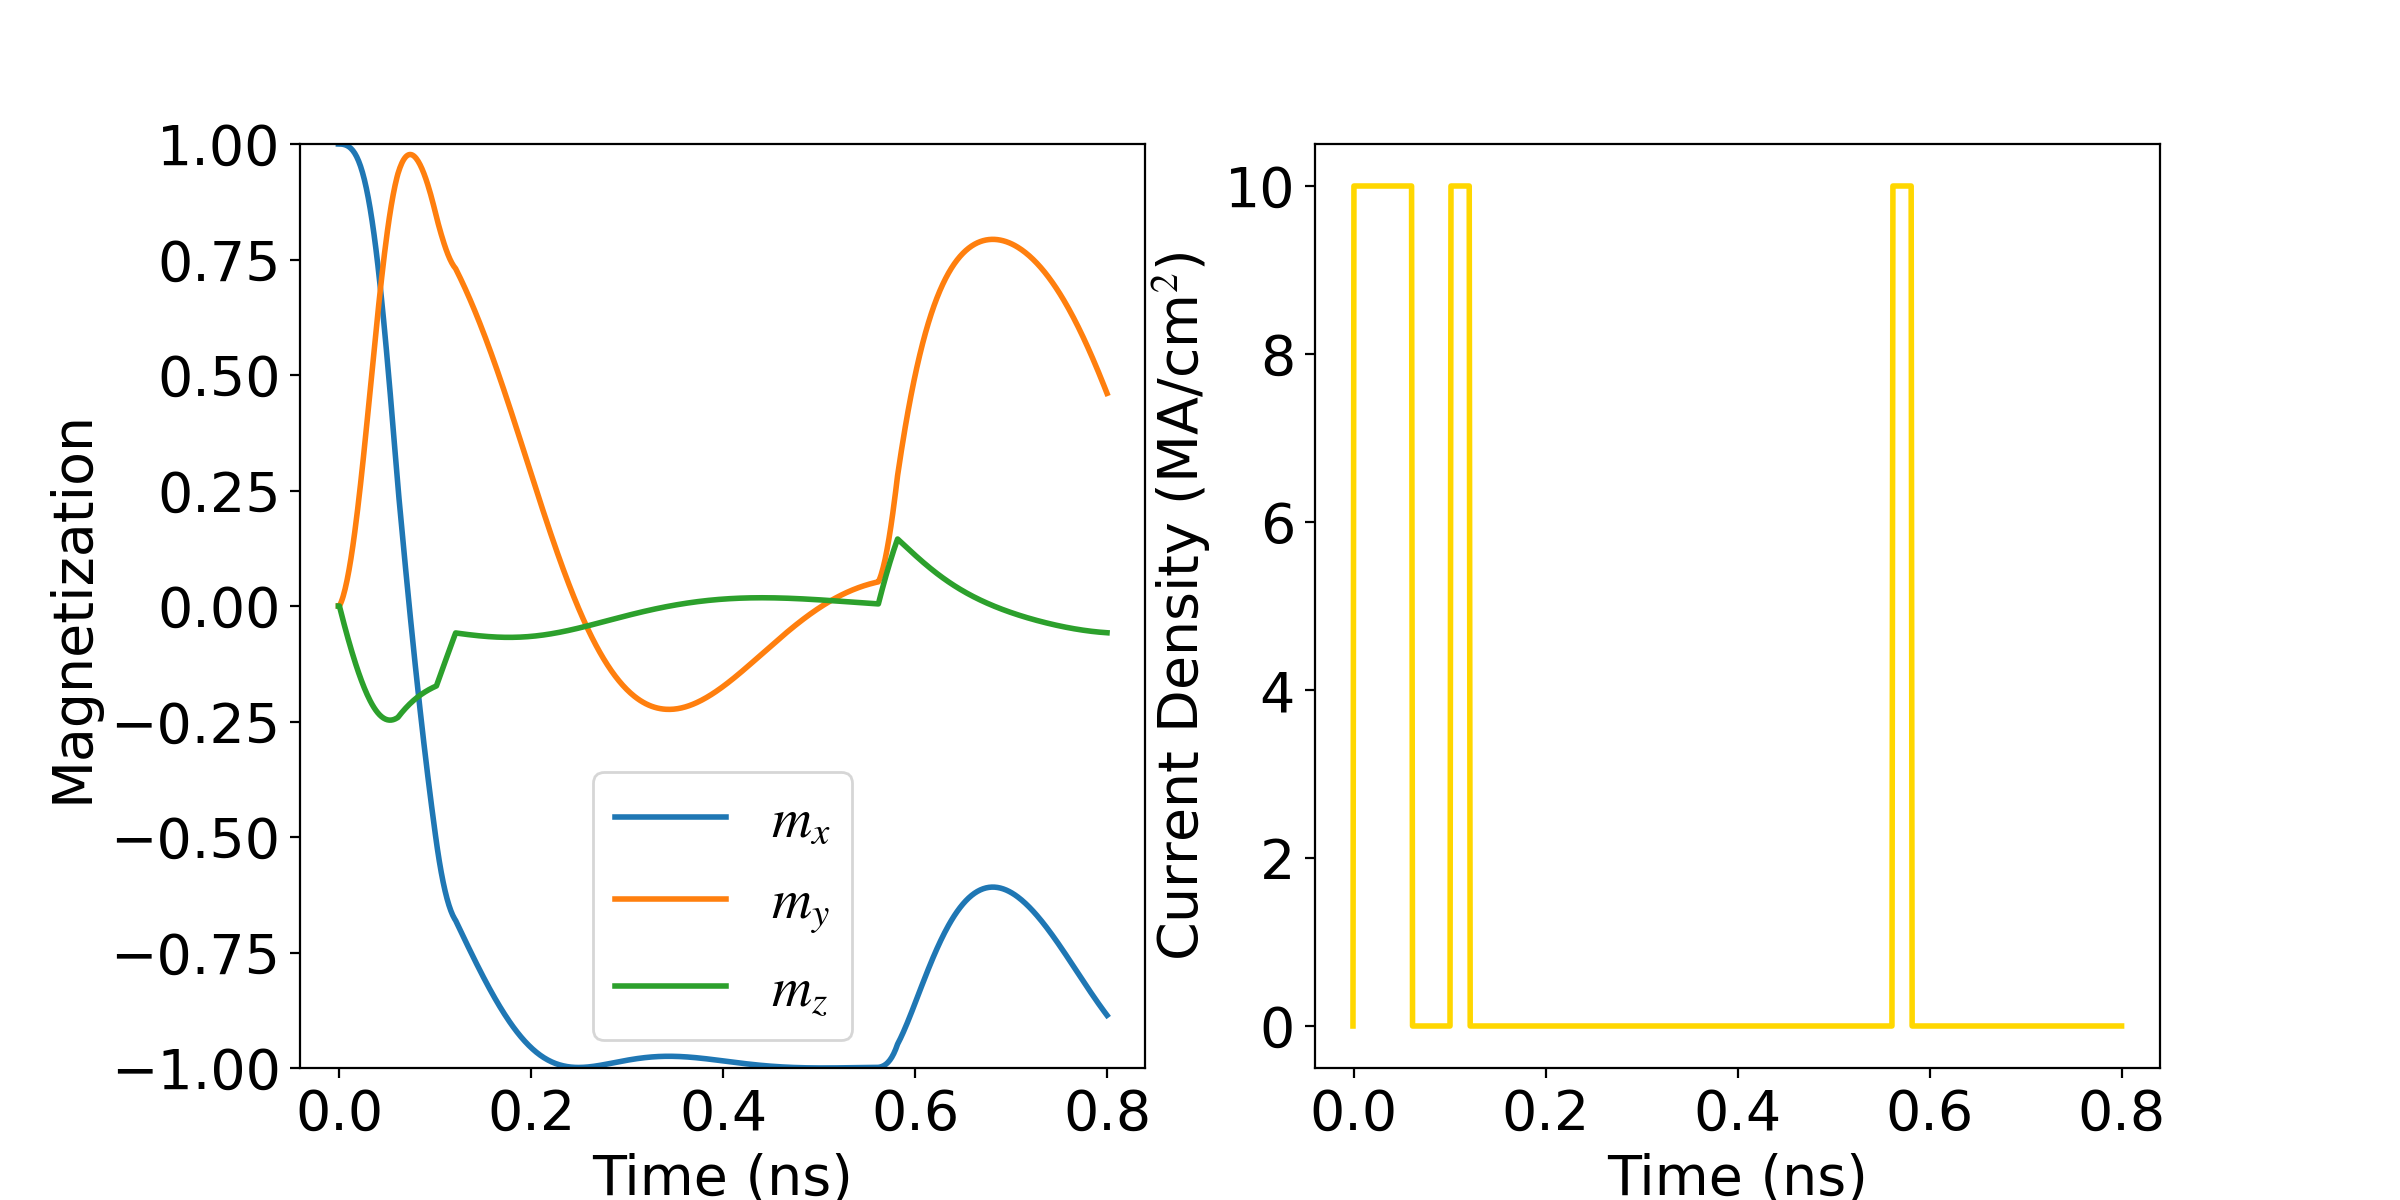 Magnetization
1.00
0.75
0.50
0.25
0.00
−0.25
−0.50
−0.75
−1.00
0.0 0.2 0.4 0.6 0.8
Time (ns)
m_x
m_y
m_z
Current Density (MA/cm²)
10
8
6
4
2
0
0.0 0.2 0.4 0.6 0.8
Time (ns)